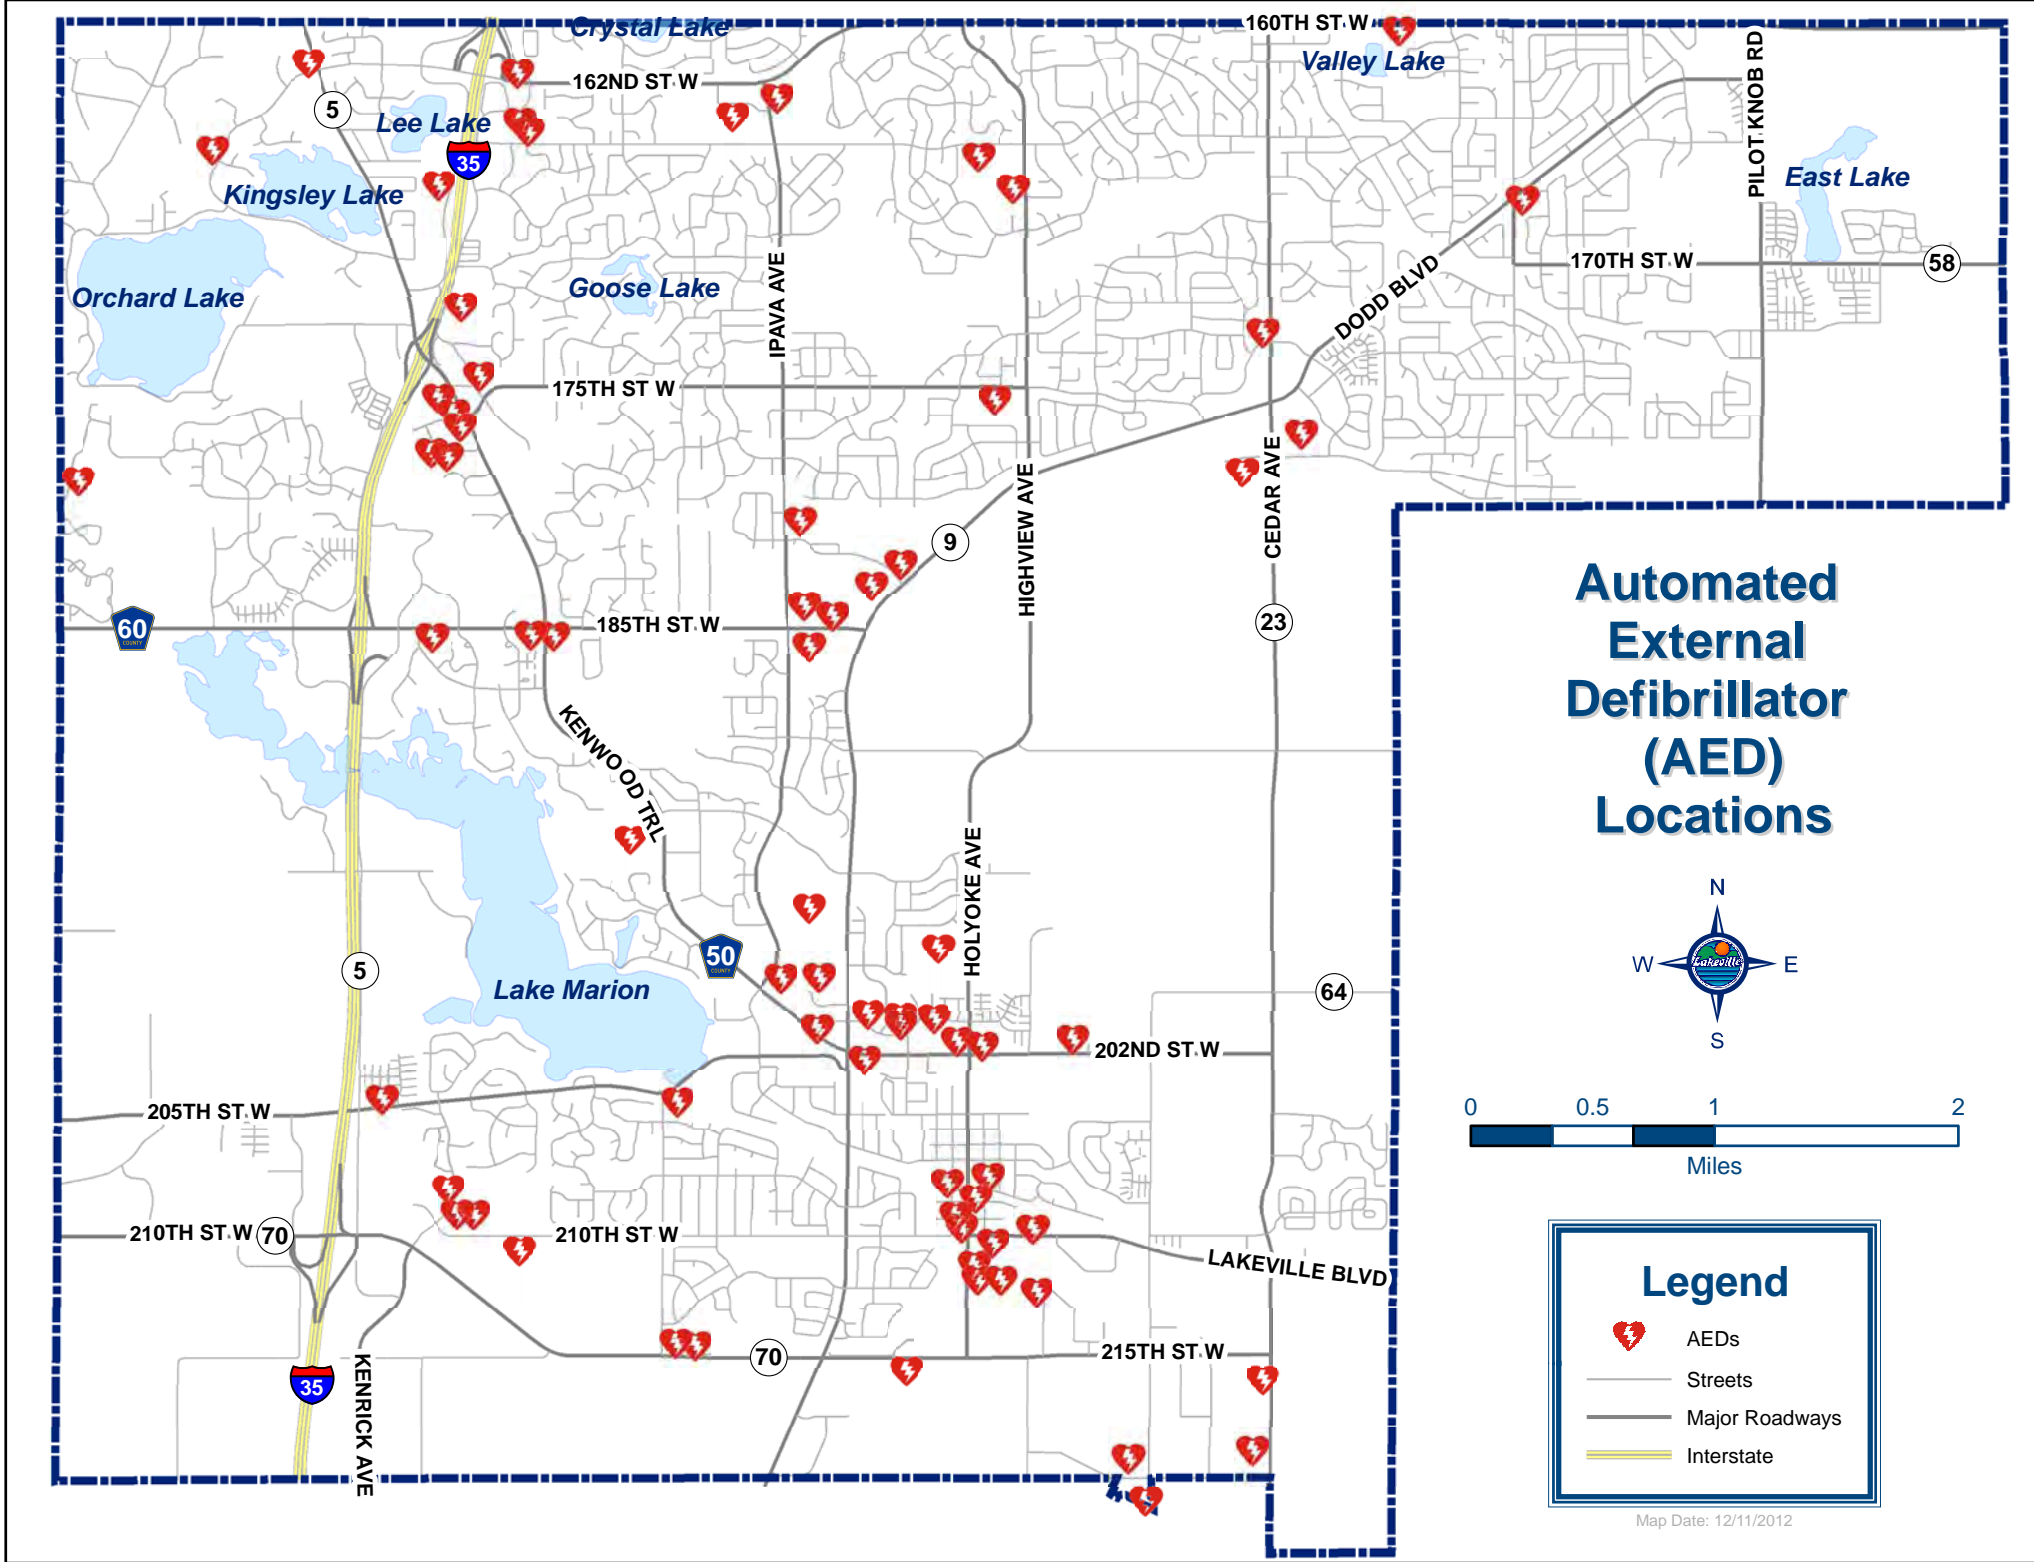 Crystal Lake
160TH ST W
Valley Lake
162ND ST W
5
Lee Lake
35
PILOT KNOB RD
Kingsley Lake
East Lake
Orchard Lake
Goose Lake
IPAVA AVE
DODD BLVD
170TH ST W
58
175TH ST W
HIGHVIEW AVE
CEDAR AVE
9
60
COUNTY
185TH ST W
23
Automated
External
Defibrillator
(AED)
Locations
KENWOOD TRL
HOLYOKE AVE
N
W
Lakeville
E
S
50
COUNTY
5
Lake Marion
64
202ND ST W
205TH ST W
0
0.5
1
2
Miles
210TH ST W
70
210TH ST W
LAKEVILLE BLVD
35
KENRICK AVE
70
215TH ST W
Legend
AEDs
Streets
Major Roadways
Interstate
Map Date: 12/11/2012